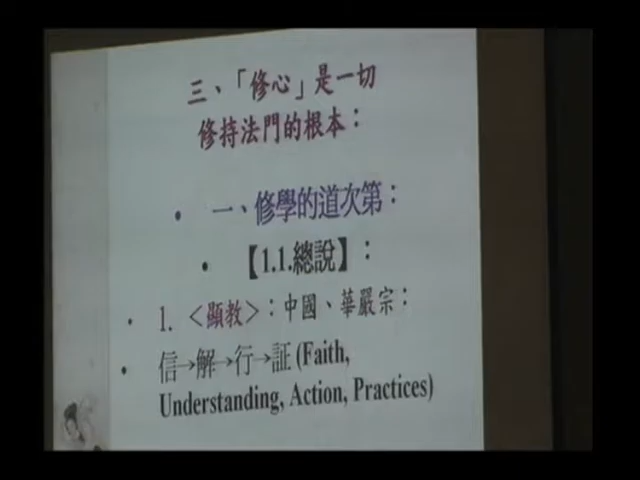 三、「修心」是一切
修持法門的根本：
• 一、修學的道次第：
• 【1.1.總說】：
• 1. <顯教>：中國、華嚴宗：
• 信→解→行→証 (Faith,
Understanding, Action, Practices)